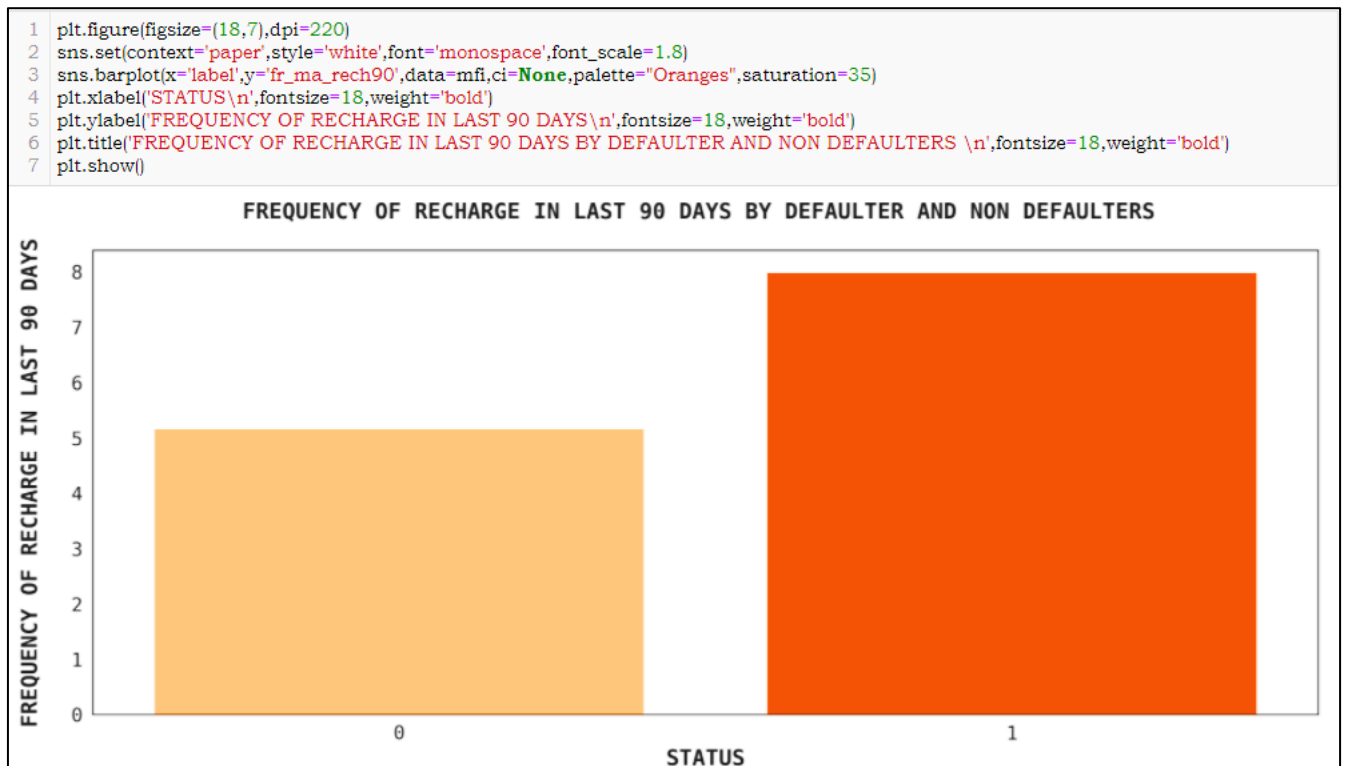 1 plt.figure(figsize=(18,7),dpi=220)
2 sns.set(context='paper',style='white',font='monospace',font_scale=1.8)
3 sns.barplot(x='label',y='fr_ma_rech90',data=mfi,ci=None,palette="Oranges",saturation=35)
4 plt.xlabel('STATUS\n',fontsize=18,weight='bold')
5 plt.ylabel('FREQUENCY OF RECHARGE IN LAST 90 DAYS\n',fontsize=18,weight='bold')
6 plt.title('FREQUENCY OF RECHARGE IN LAST 90 DAYS BY DEFAULTER AND NON DEFAULTERS \n',fontsize=18,weight='bold')
7 plt.show()
FREQUENCY OF RECHARGE IN LAST 90 DAYS BY DEFAULTER AND NON DEFAULTERS
FREQUENCY OF RECHARGE IN LAST 90 DAYS
8
7
6
5
4
3
2
1
0
0 1
STATUS